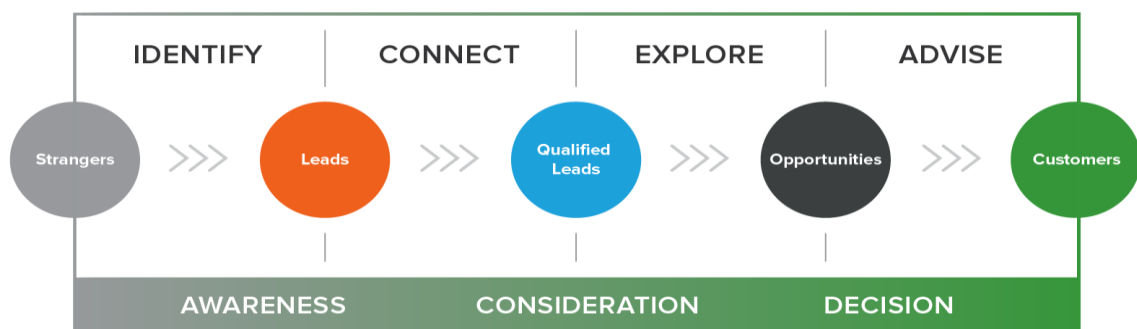 IDENTIFY
CONNECT
EXPLORE
ADVISE
Strangers
Leads
Qualified
Leads
Opportunities
Customers
AWARENESS
CONSIDERATION
DECISION